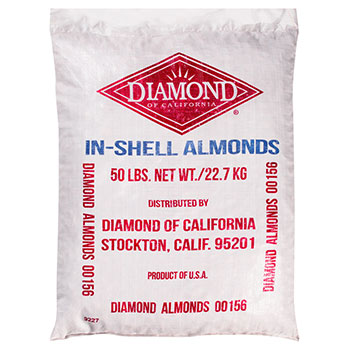 DIAMOND
OF CALIFORNIA
®
IN-SHELL ALMONDS
50 LBS. NET WT./22.7 KG
DISTRIBUTED BY
DIAMOND OF CALIFORNIA
STOCKTON, CALIF. 95201
PRODUCT OF U.S.A.
DIAMOND ALMONDS 00156
DIAMOND ALMONDS 00156
DIAMOND ALMONDS 00156